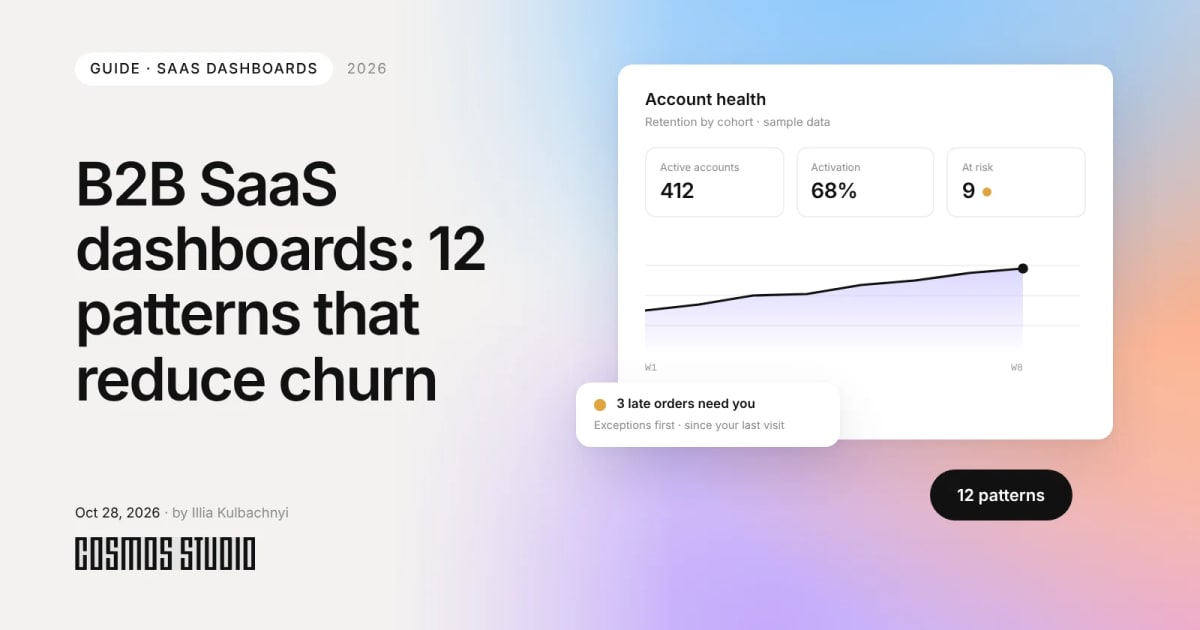 GUIDE · SAAS DASHBOARDS 2026
B2B SaaS
dashboards: 12
patterns that
reduce churn
Oct 28, 2026 · by Illia Kulbachnyi
COSMOS STUDIO
Account health
Retention by cohort · sample data
Active accounts
412
Activation
68%
At risk
9
W1
W8
3 late orders need you
Exceptions first · since your last visit
12 patterns